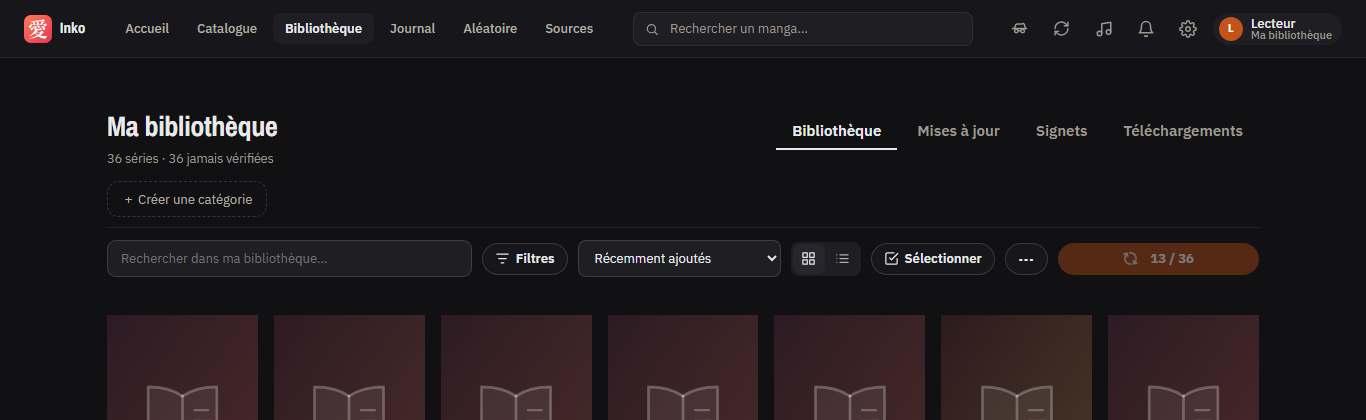 愛 Inko Accueil Catalogue Bibliothèque Journal Aléatoire Sources Rechercher un manga... L Lecteur
Ma bibliothèque
Ma bibliothèque
Bibliothèque Mises à jour Signets Téléchargements
36 séries · 36 jamais vérifiées
+ Créer une catégorie
Rechercher dans ma bibliothèque... Filtres Récemment ajoutés Sélectionner --- 13 / 36